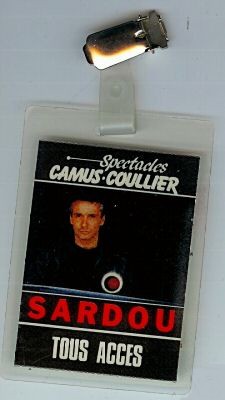 Spectacles
CAMUS-COULLIER
SARDOU
TOUS ACCES